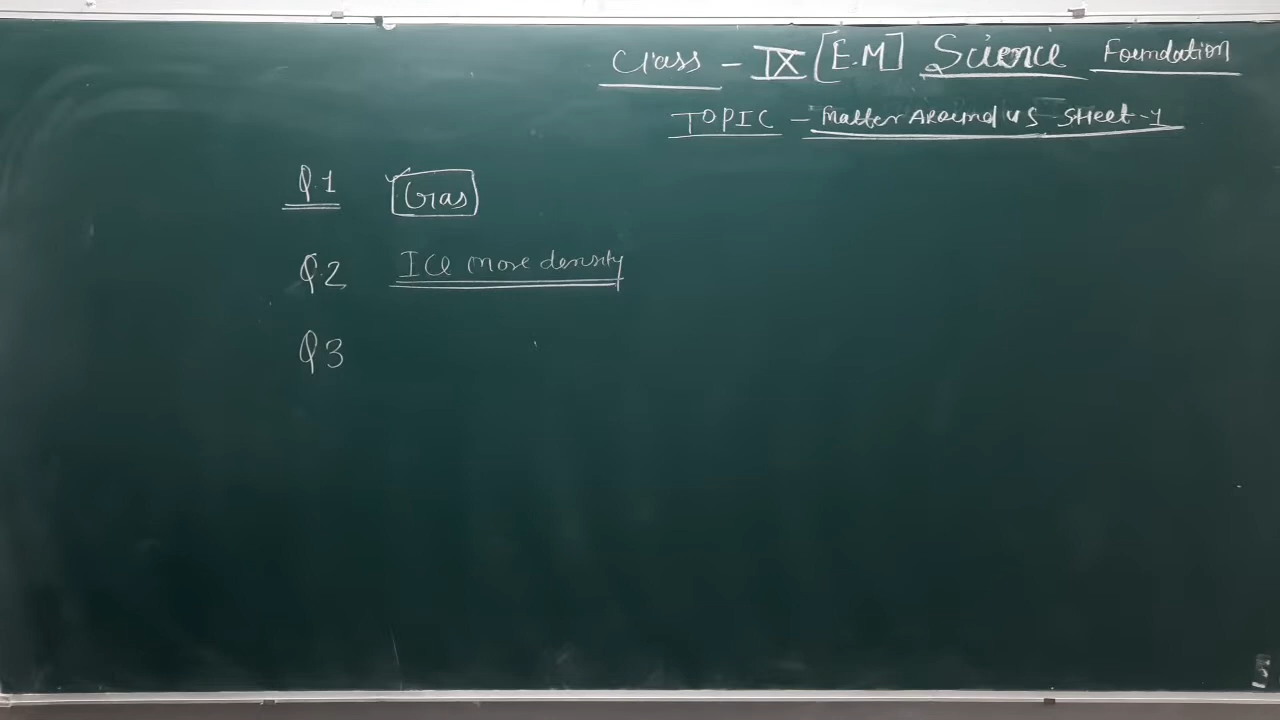 Class - IX [E.M] Science Foundation
TOPIC - Matter Around us Sheet-1
Q.1 Gas
Q.2 ICe more density
Q3